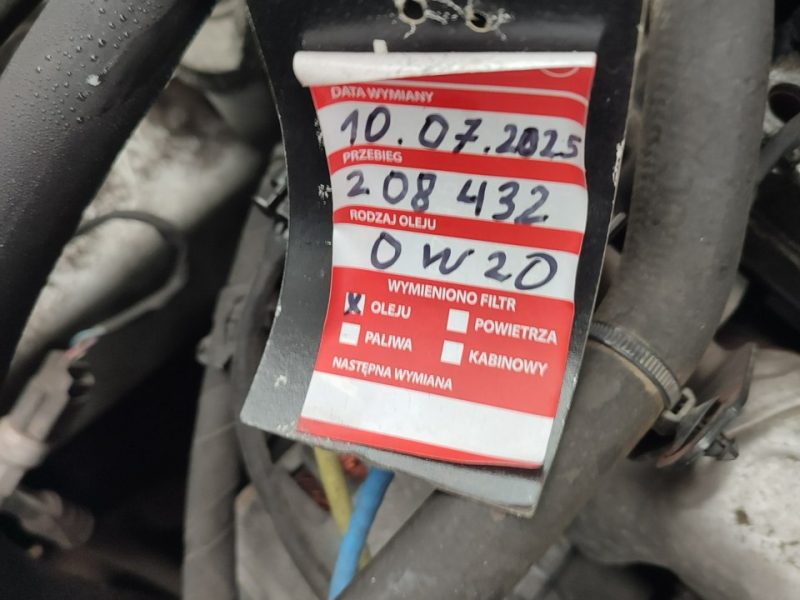 DATA WYMIANY
10.07.2025
PRZEBIEG
208 432
RODZAJ OLEJU
0W20
WYMIENIONO FILTR
X OLEJU
POWIETRZA
PALIWA
KABINOWY
NASTĘPNA WYMIANA